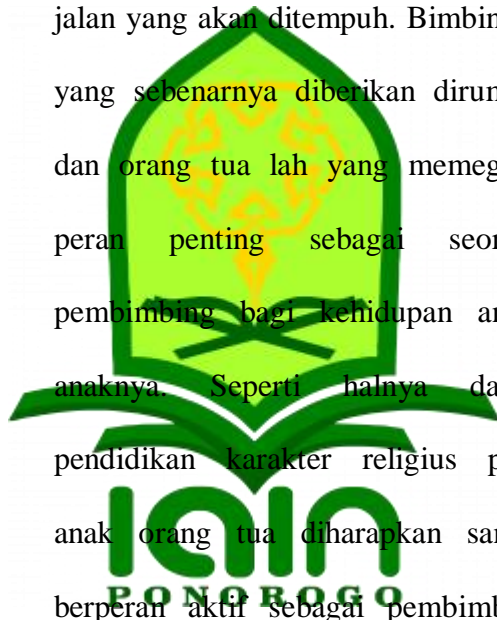 jalan yang akan ditempuh. Bimbin
yang sebenarnya diberikan dirum
dan orang tua lah yang memeg
peran penting sebagai seor
pembimbing bagi kehidupan an
anaknya. Seperti halnya da
pendidikan karakter religius p
anak orang tua diharapkan sa
berperan aktif sebagai pembimb
IAIN
PONOROGO